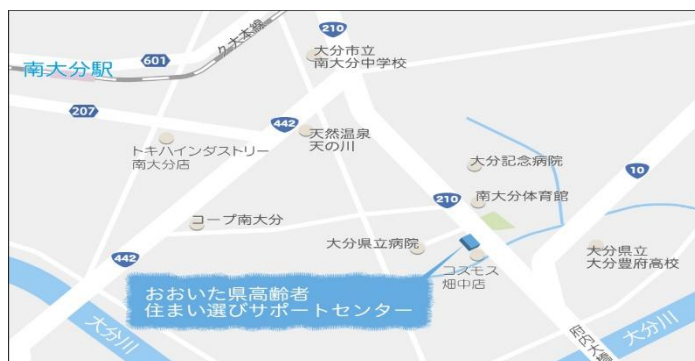 210
久大本線
大分市立
南大分中学校
601
南大分駅
207
442
天然温泉
天の川
トキハインダストリー
南大分店
大分記念病院
10
210
南大分体育館
コープ南大分
大分県立病院
大分県立
大分豊府高校
442
コスモス
畑中店
おおいた県高齢者
住まい選びサポートセンター
大分川
府内大橋
大分川